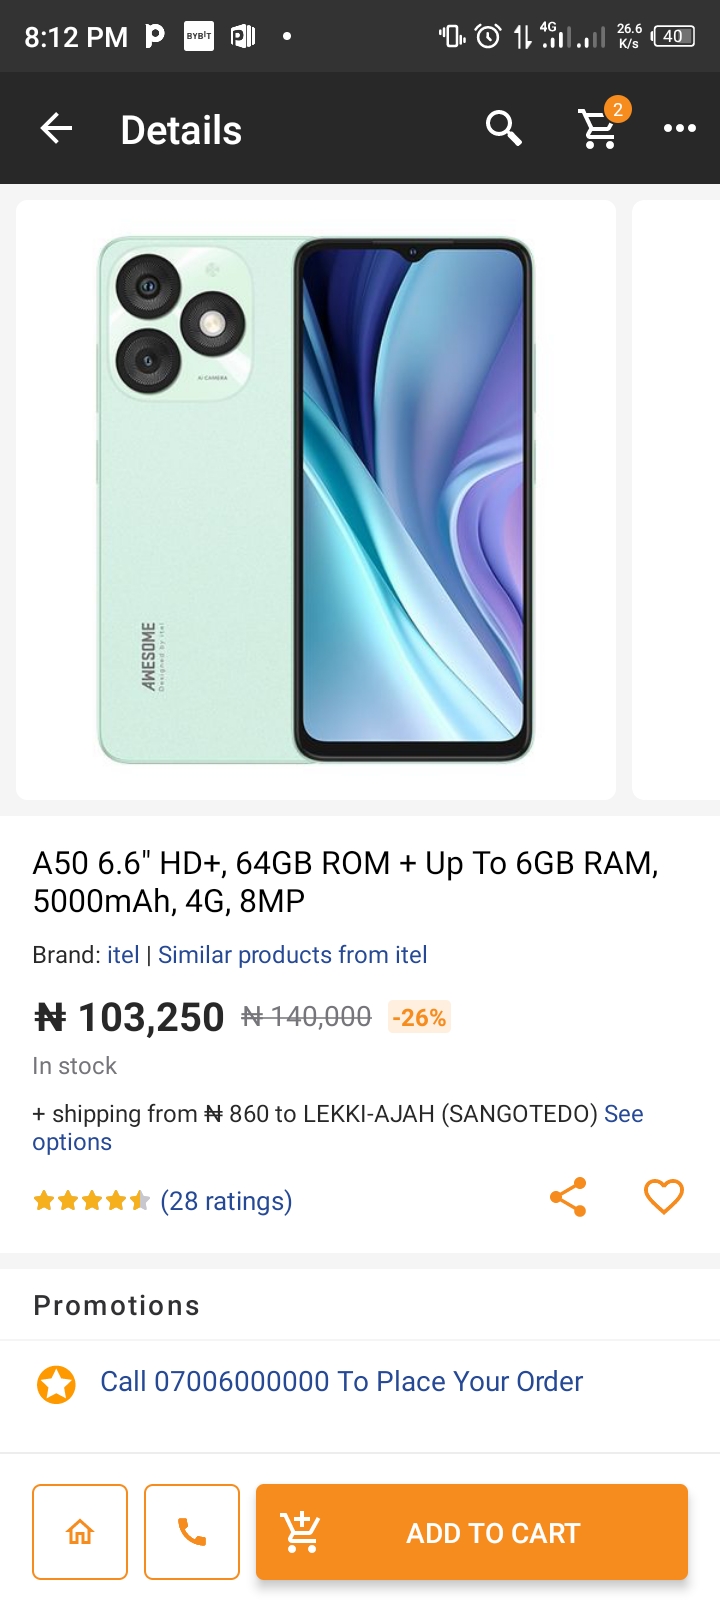 8:12 PM BYBIT 4G 26.6 K/s 40
Details 2
AI CAMERA
AWESOME
Designed by itel
A50 6.6" HD+, 64GB ROM + Up To 6GB RAM,
5000mAh, 4G, 8MP
Brand: itel | Similar products from itel
₦ 103,250 ₦ 140,000 -26%
In stock
+ shipping from ₦ 860 to LEKKI-AJAH (SANGOTEDO) See
options
(28 ratings)
Promotions
Call 07006000000 To Place Your Order
ADD TO CART